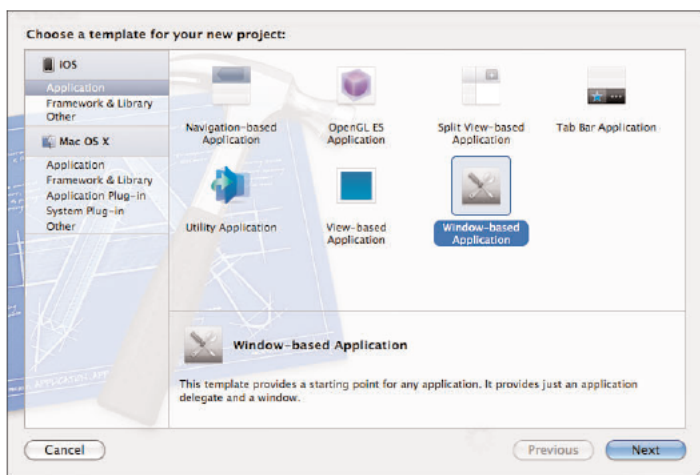 Choose a template for your new project:
iOS
Application
Framework & Library
Other
Mac OS X
Application
Framework & Library
Application Plug-in
System Plug-in
Other
Navigation-based
Application
OpenGL ES
Application
Split View-based
Application
Tab Bar Application
Utility Application
View-based
Application
Window-based
Application
Window-based Application
This template provides a starting point for any application. It provides just an application
delegate and a window.
Cancel
Previous
Next